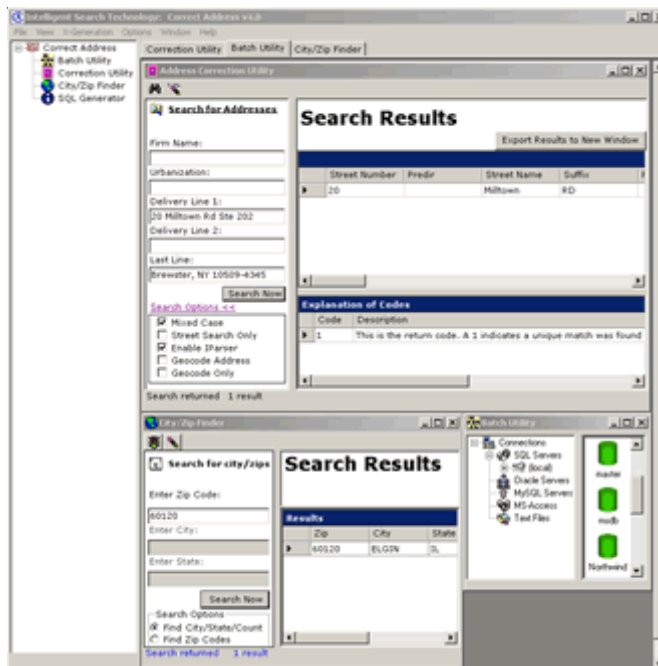 Intelligent Search Technology: Correct Address v4.0
File View X-Generation Options Window Help
Correct Address
Batch Utility
Correction Utility
City/Zip Finder
SQL Generator
Correction Utility Batch Utility City/Zip Finder
Address Correction Utility
Search for Addresses
Firm Name:
Urbanization:
Delivery Line 1:
20 Milltown Rd Ste 202
Delivery Line 2:
Last Line:
Brewster, NY 10509-4345
Search Now
Search Options <<
Mixed Case
Street Search Only
Enable IParser
Geocode Address
Geocode Only
Search returned 1 result
Search Results
Export Results to New Window
Street Number Predir Street Name Suffix
20 Milltown RD
Explanation of Codes
Code Description
1 This is the return code. A 1 indicates a unique match was found
City/Zip Finder
Search for city/zips
Enter Zip Code:
60120
Enter City:
Enter State:
Search Now
Search Options
Find City/State/Count
Find Zip Codes
Search returned 1 result
Search Results
Results
Zip City State
60120 ELGIN IL
Batch Utility
Connections
SQL Servers
(local)
Oracle Servers
MySQL Servers
MS-Access
Text Files
master
msdb
Northwind